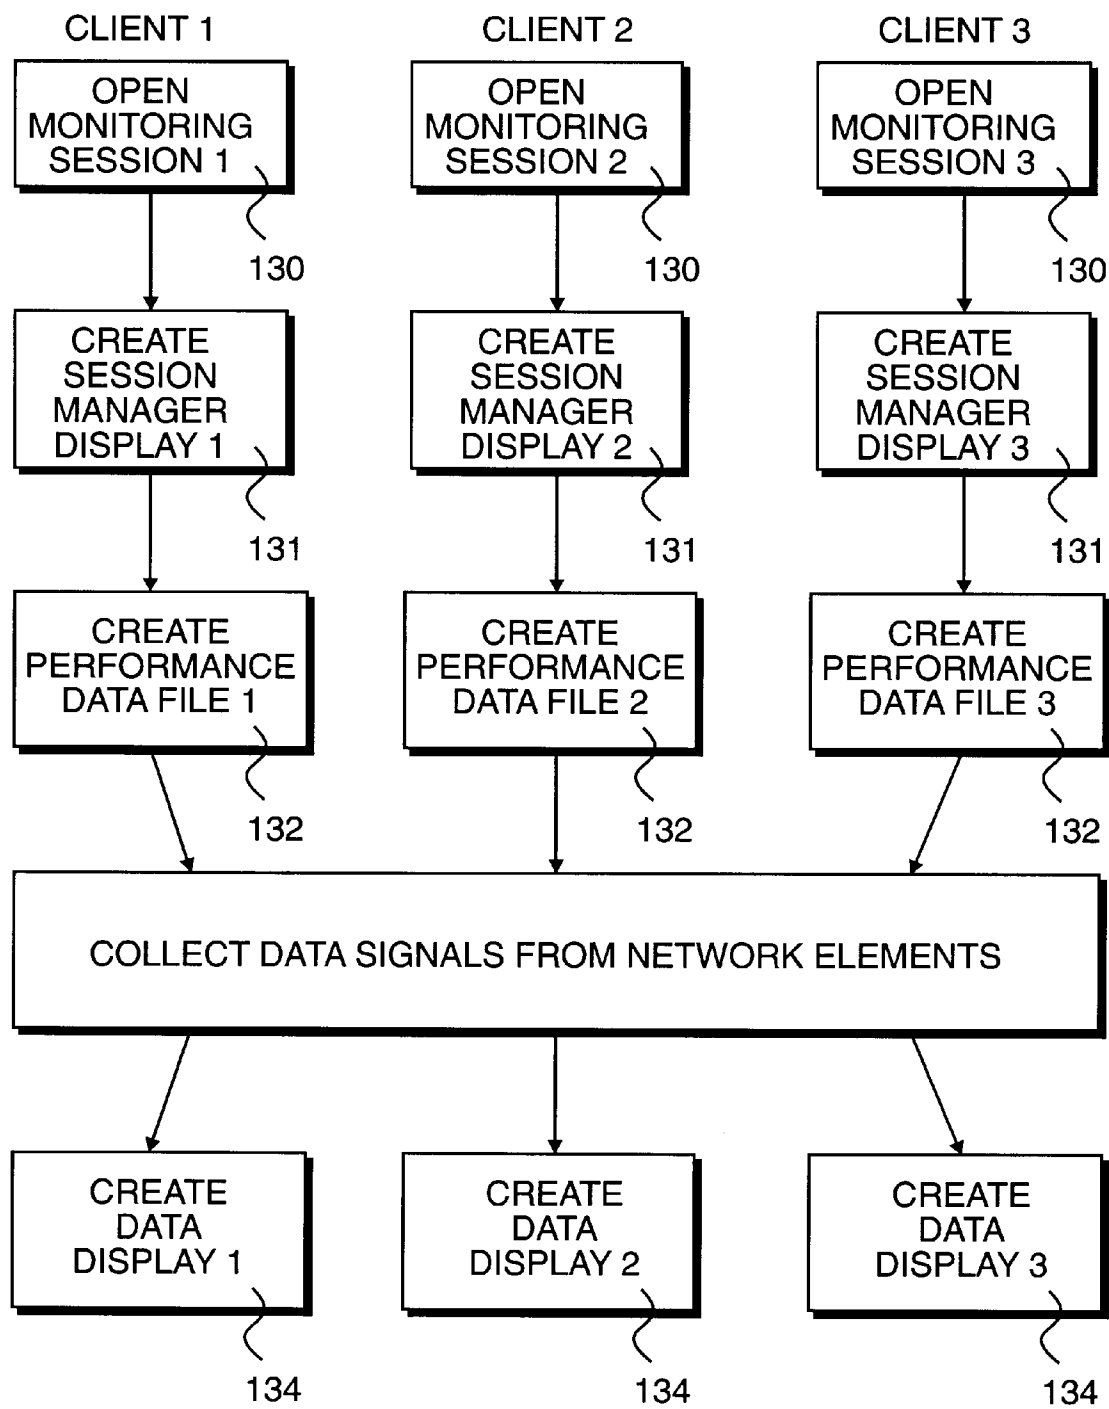 CLIENT 1
CLIENT 2
CLIENT 3
OPEN
MONITORING
SESSION 1
130
OPEN
MONITORING
SESSION 2
130
OPEN
MONITORING
SESSION 3
130
CREATE
SESSION
MANAGER
DISPLAY 1
131
CREATE
SESSION
MANAGER
DISPLAY 2
131
CREATE
SESSION
MANAGER
DISPLAY 3
131
CREATE
PERFORMANCE
DATA FILE 1
132
CREATE
PERFORMANCE
DATA FILE 2
132
CREATE
PERFORMANCE
DATA FILE 3
132
COLLECT DATA SIGNALS FROM NETWORK ELEMENTS
CREATE
DATA
DISPLAY 1
134
CREATE
DATA
DISPLAY 2
134
CREATE
DATA
DISPLAY 3
134